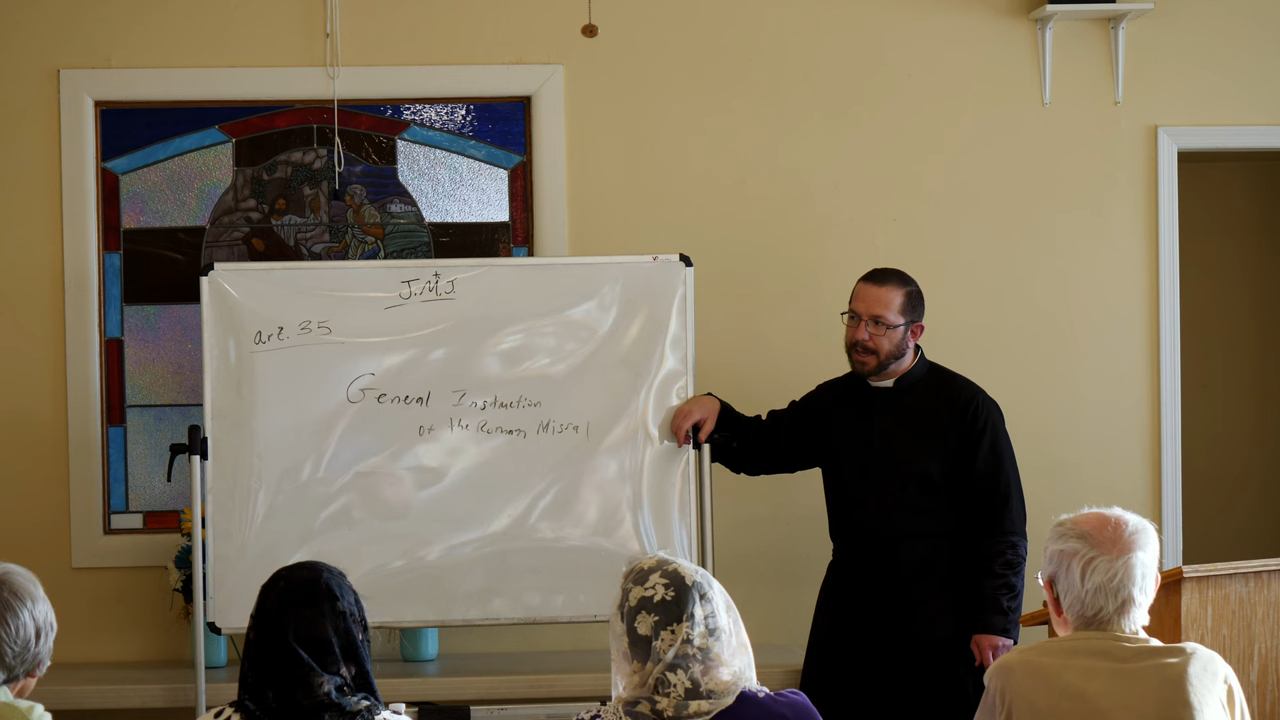 J.M.J.
art. 35
General Instruction
of the Roman Missal